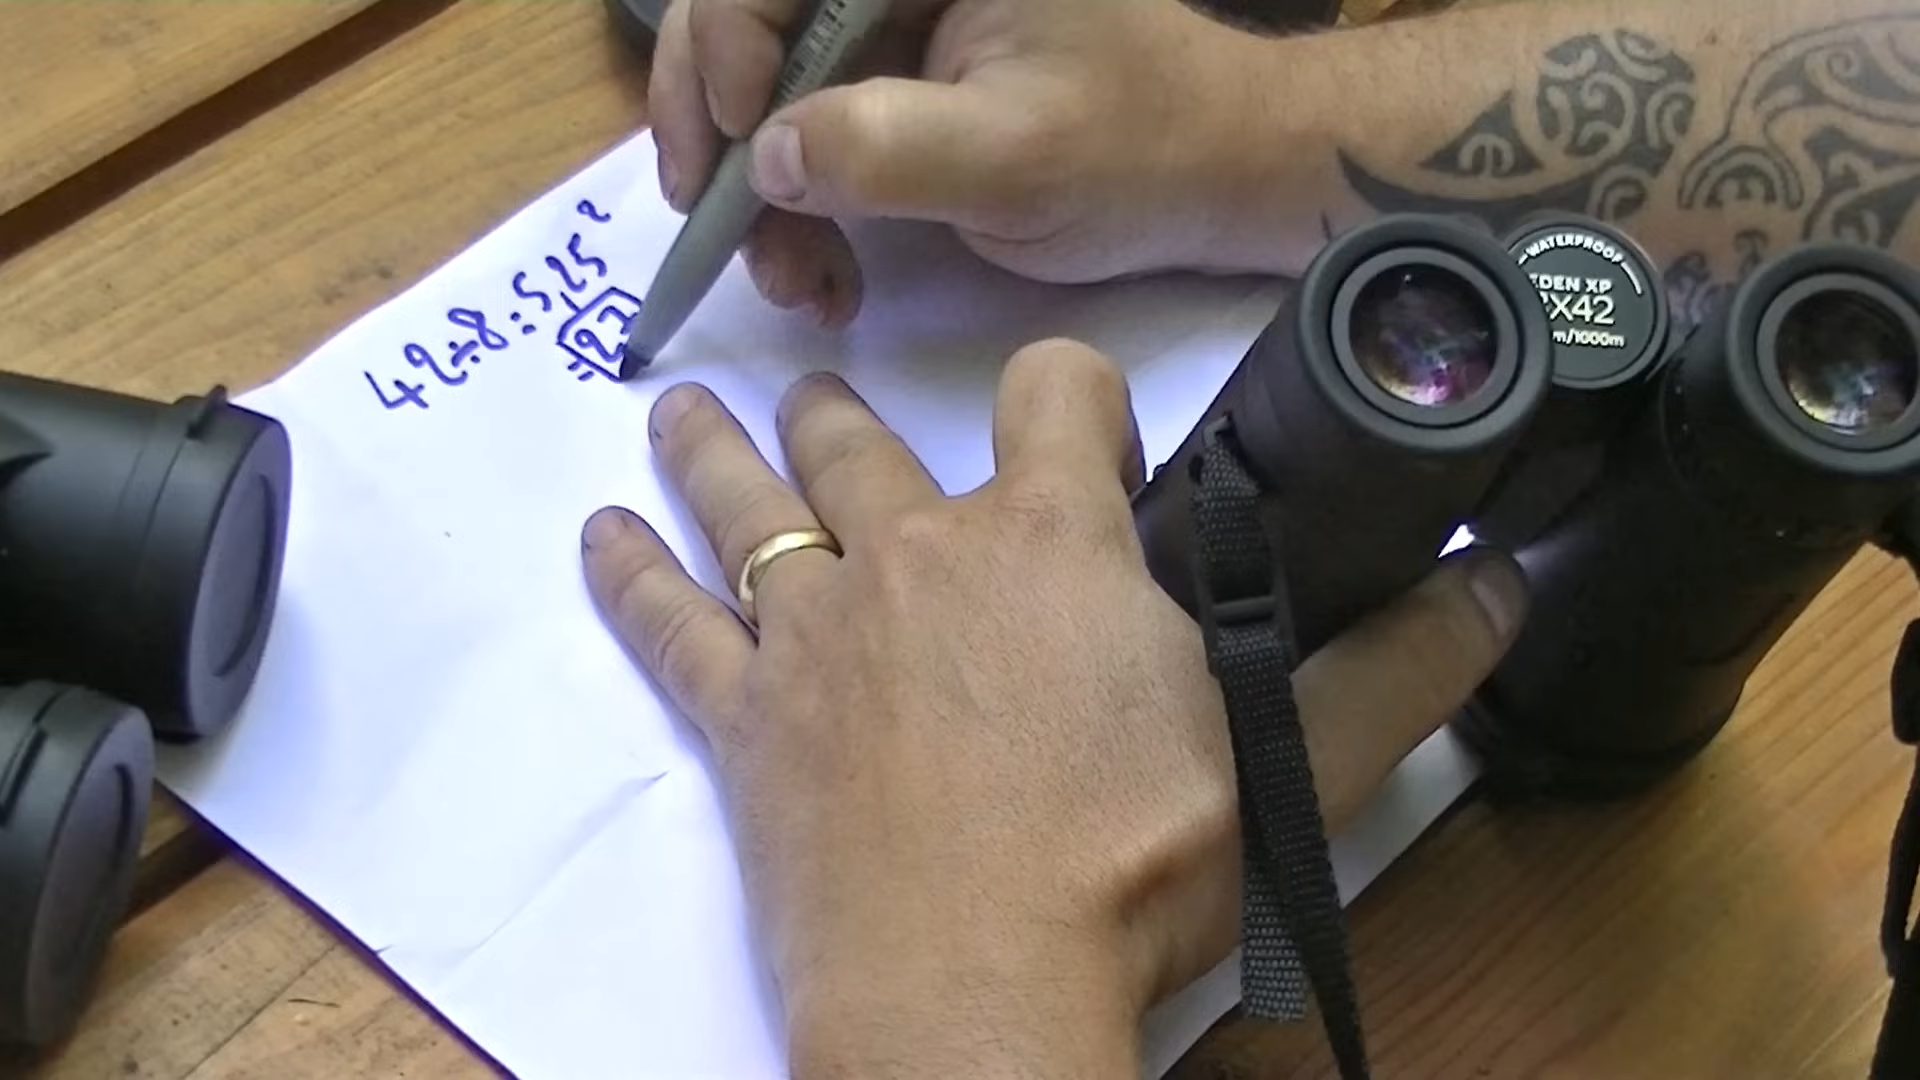 42÷8=5,25²
=27
WATERPROOF
EDEN XP
X42
m/1000m